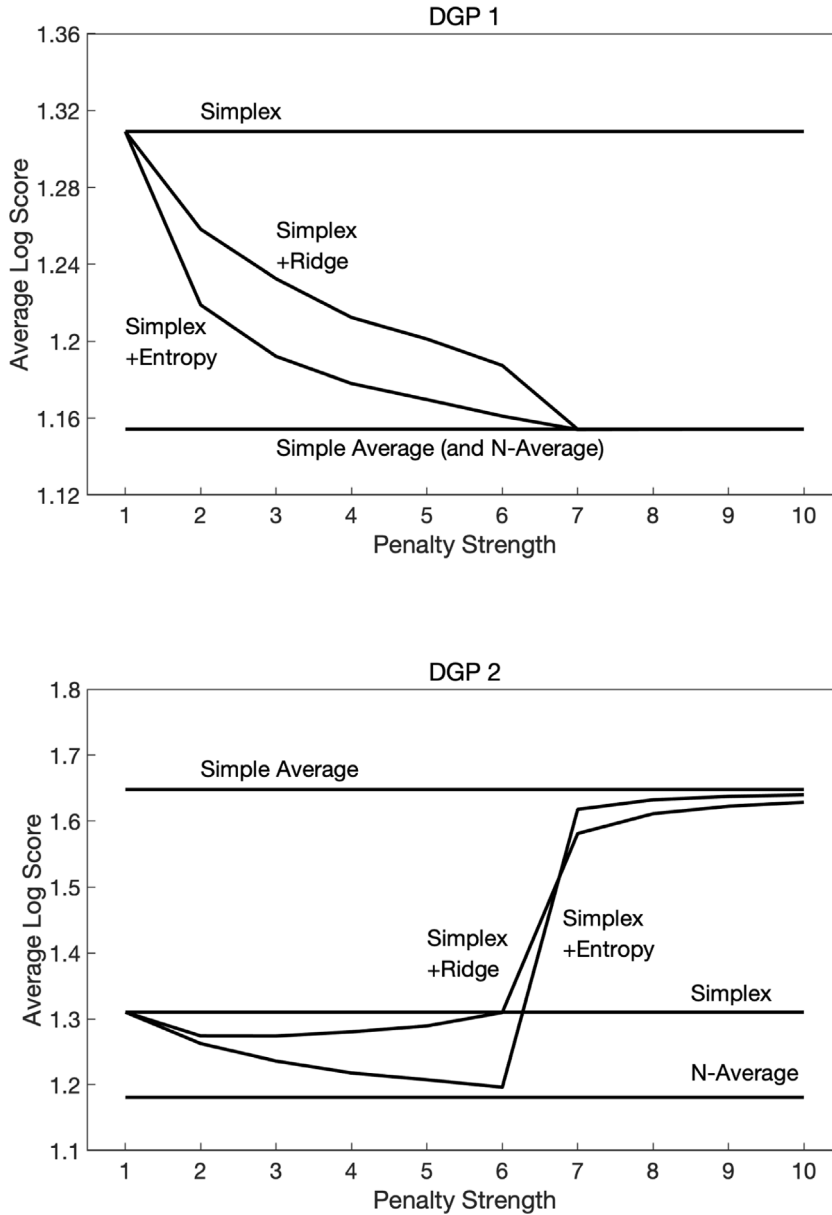 DGP 1
1.36
1.32
1.28
1.24
1.2
1.16
1.12
Average Log Score
Simplex
Simplex
+Ridge
Simplex
+Entropy
Simple Average (and N-Average)
1 2 3 4 5 6 7 8 9 10
Penalty Strength
DGP 2
1.8
1.7
1.6
1.5
1.4
1.3
1.2
1.1
Average Log Score
Simple Average
Simplex
+Ridge
Simplex
+Entropy
Simplex
N-Average
1 2 3 4 5 6 7 8 9 10
Penalty Strength